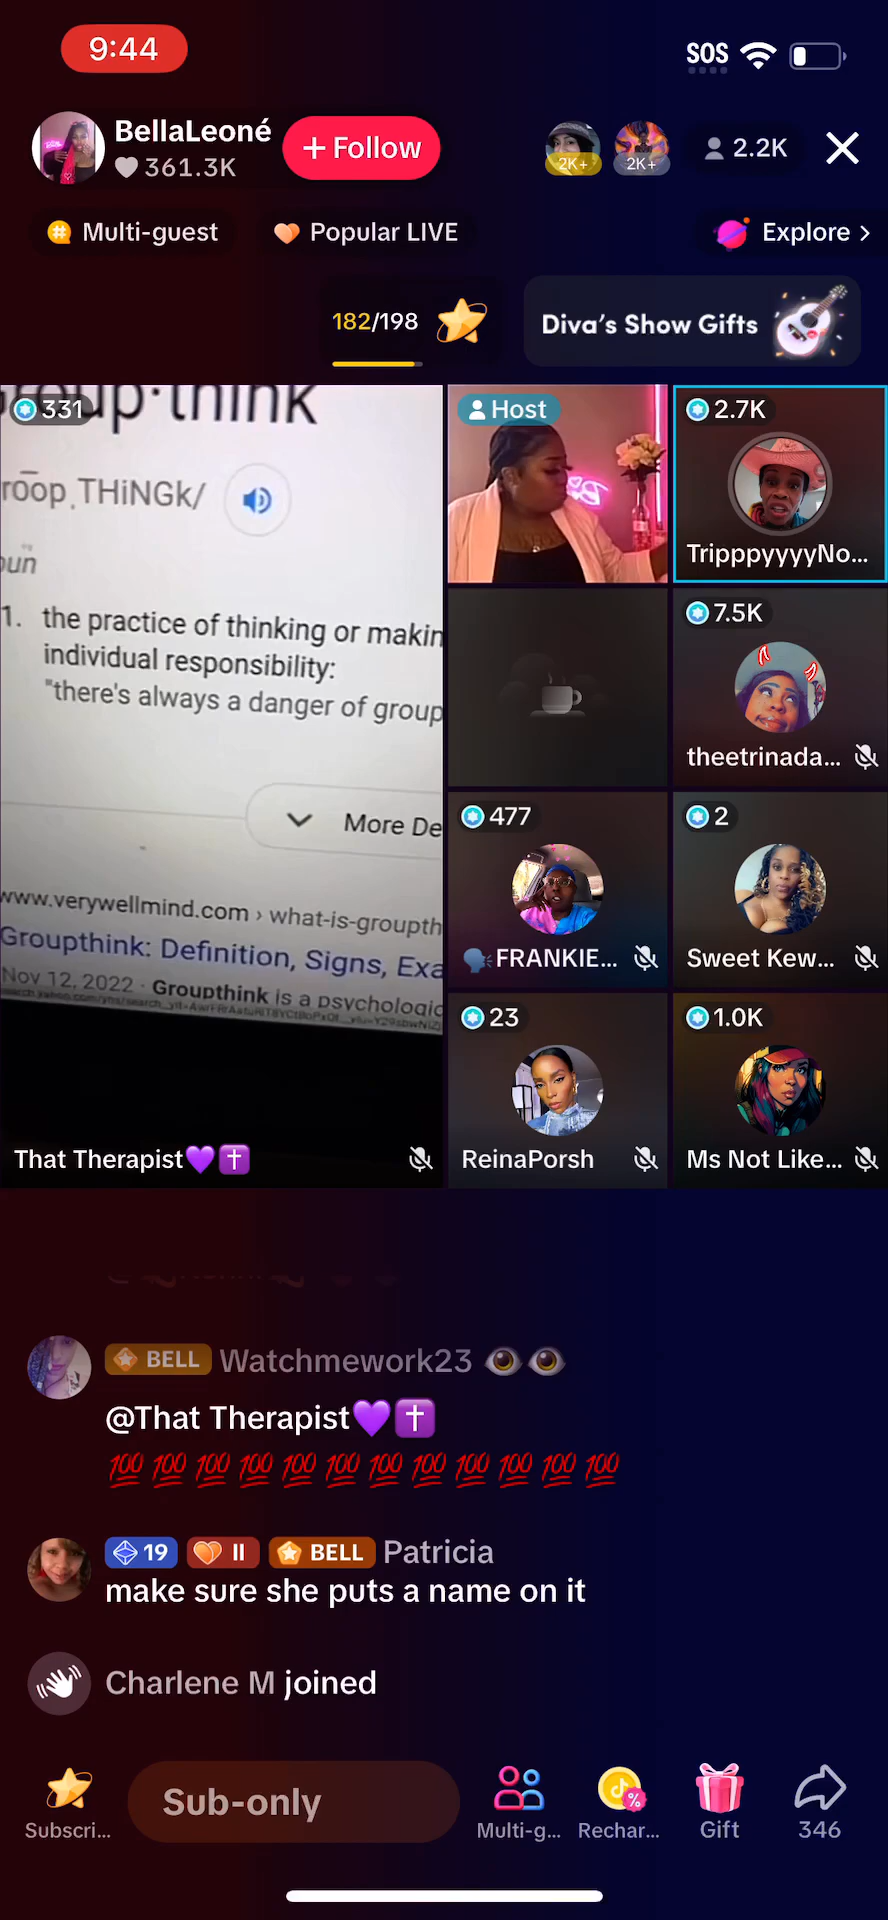 9:44
SOS
BellaLeoné
361.3K
+ Follow
2K+
2K+
2.2K
Multi-guest
Popular LIVE
Explore >
182/198
Diva's Show Gifts
331
roup·think
roop,THiNGk/
oun
1. the practice of thinking or makin
individual responsibility:
"there's always a danger of group
More De
www.verywellmind.com › what-is-groupth
Groupthink: Definition, Signs, Exa
Nov 12, 2022 · Groupthink is a psychologic
That Therapist💜✝️
Host
2.7K
TripppyyyyNo...
7.5K
theetrinada...
477
🗣️FRANKIE...
2
Sweet Kew...
23
ReinaPorsh
1.0K
Ms Not Like...
BELL Watchmework23 👁️👁️
@That Therapist💜✝️
💯💯💯💯💯💯💯💯💯💯💯💯
19 II BELL Patricia
make sure she puts a name on it
Charlene M joined
Subscri...
Sub-only
Multi-g...
Rechar...
Gift
346